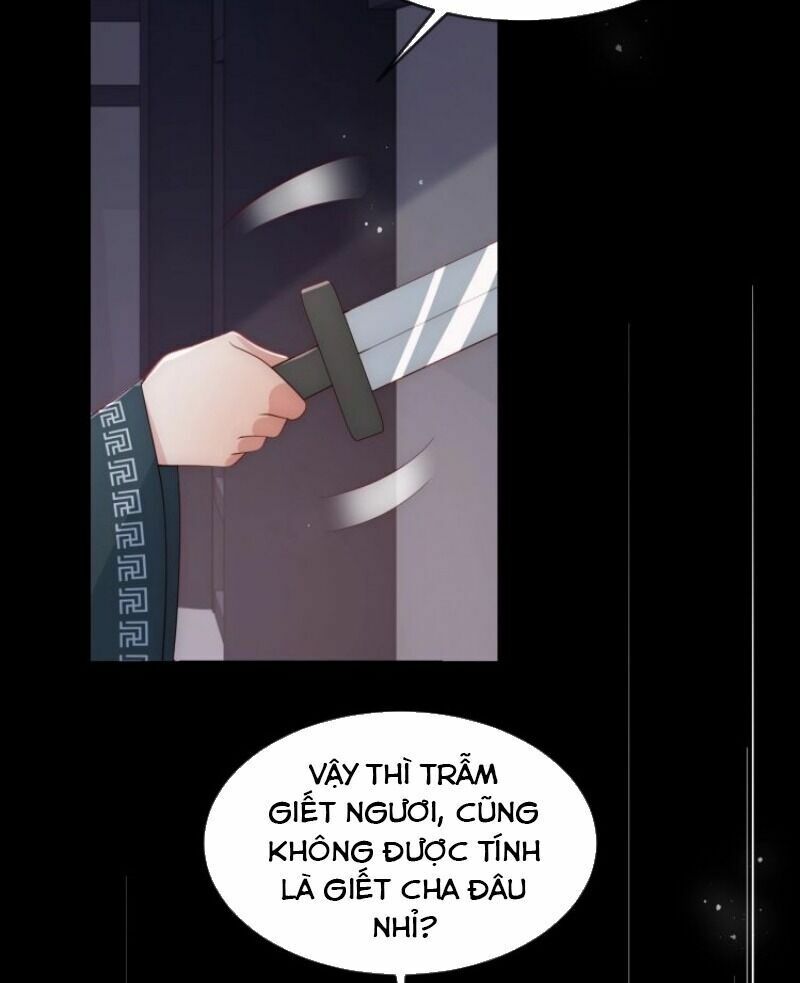 VẬY THÌ TRẪM
GIẾT NGƯƠI, CŨNG
KHÔNG ĐƯỢC TÍNH
LÀ GIẾT CHA ĐÂU
NHỈ?